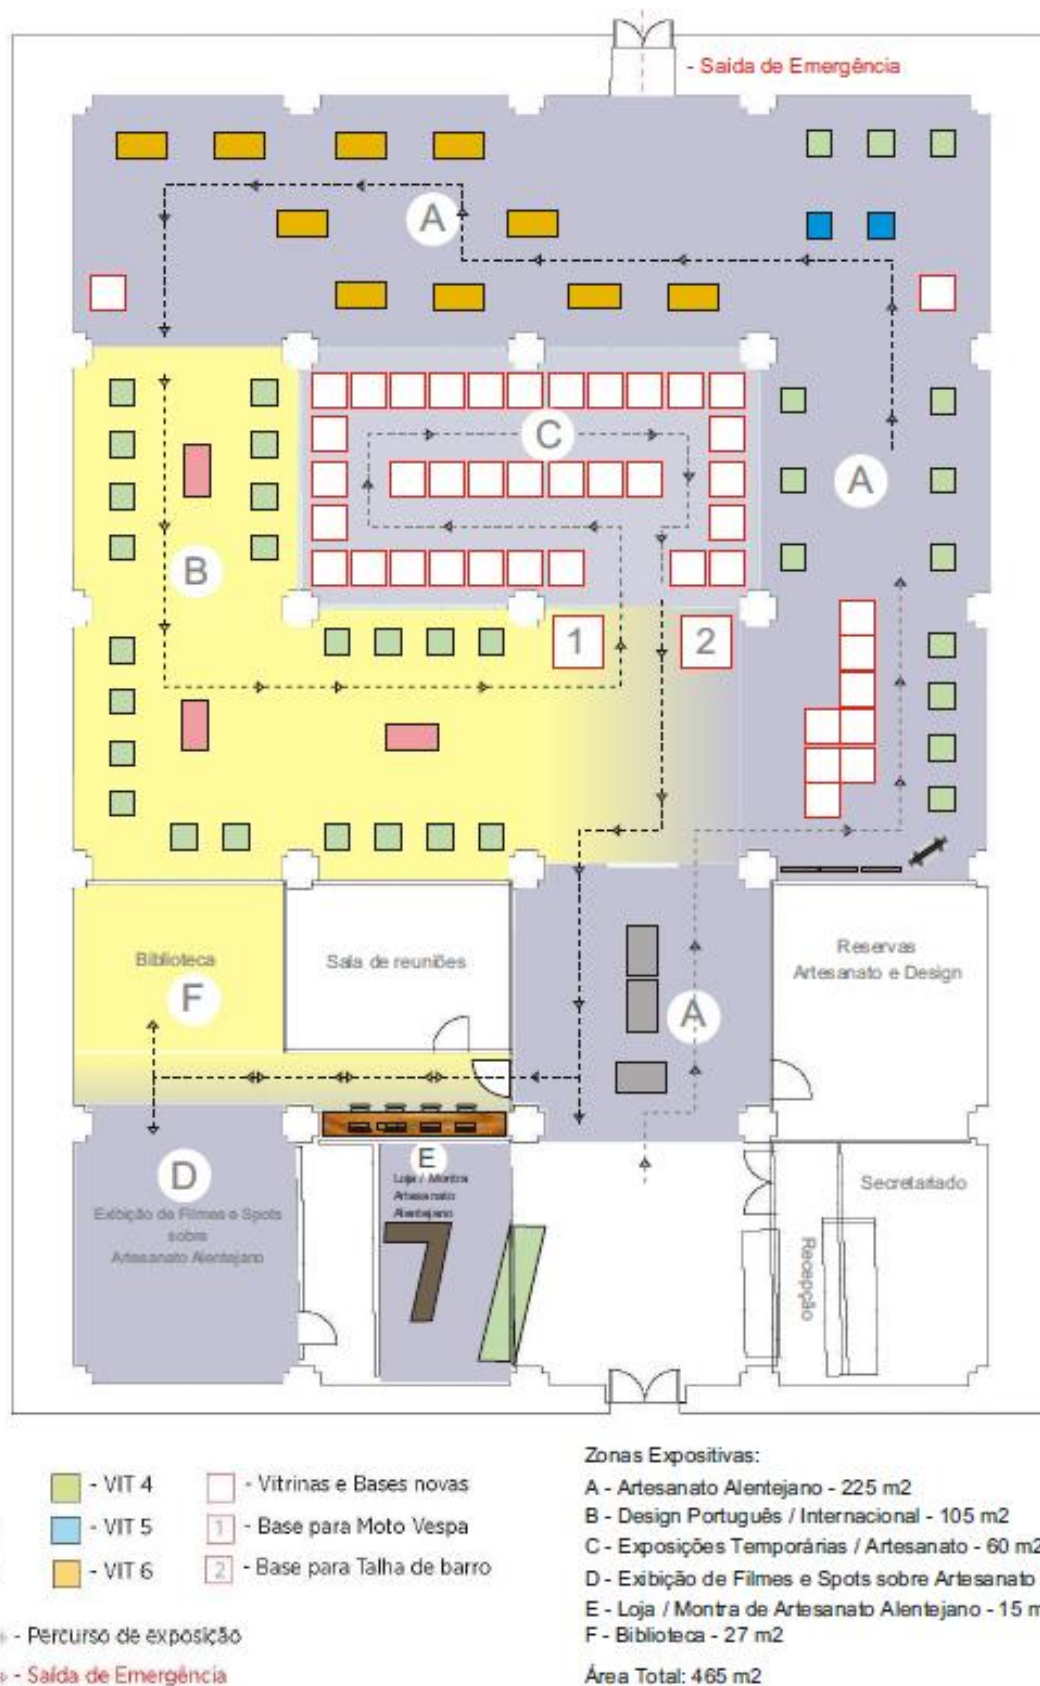 - Saída de Emergência
A
C
A
B
1
2
Biblioteca
F
Sala de reuniões
A
Reservas
Artesanato e Design
D
Exibição de Filmes e Spots
sobre
Artesanato Alentejano
E
Loja / Montra
Artesanato
Alentejano
Secretariado
Recepção
- VIT 4
- VIT 5
- VIT 6
- Vitrinas e Bases novas
1 - Base para Moto Vespa
2 - Base para Talha de barro
- Percurso de exposição
- Saída de Emergência
Zonas Expositivas:
A - Artesanato Alentejano - 225 m2
B - Design Português / Internacional - 105 m2
C - Exposições Temporárias / Artesanato - 60 m2
D - Exibição de Filmes e Spots sobre Artesanato
E - Loja / Montra de Artesanato Alentejano - 15 m
F - Biblioteca - 27 m2
Área Total: 465 m2